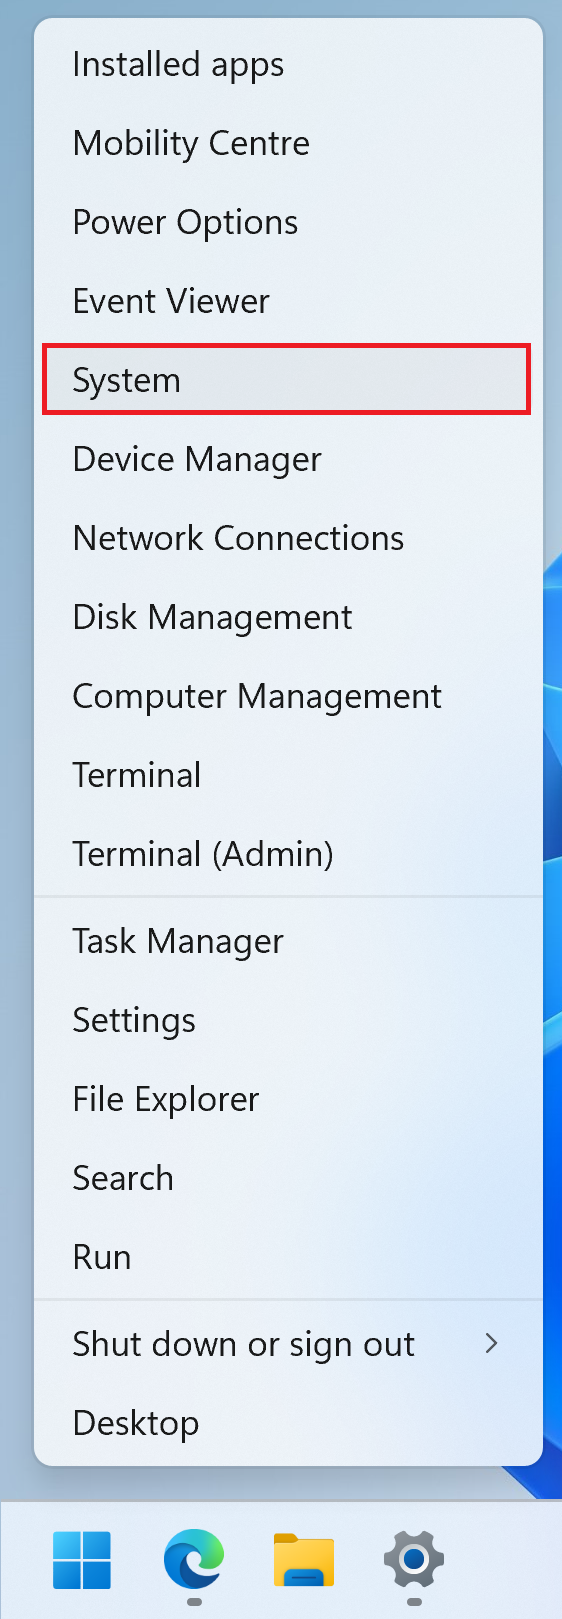 Installed apps
Mobility Centre
Power Options
Event Viewer
System
Device Manager
Network Connections
Disk Management
Computer Management
Terminal
Terminal (Admin)
Task Manager
Settings
File Explorer
Search
Run
Shut down or sign out
Desktop